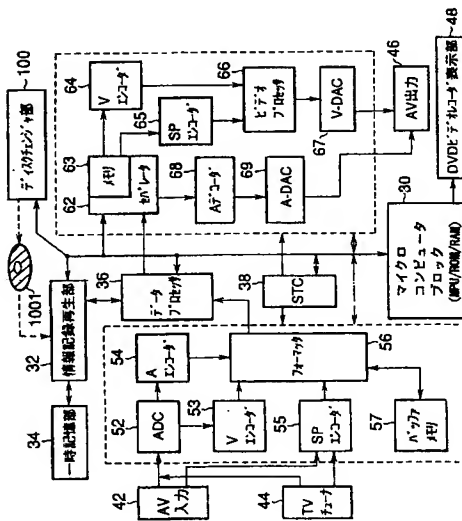 48
100
64
66
46
DVDビデオレコーダ表示部
ディスクチェンジャ部
V
エンコーダ
65
SP
エンコーダ
ビデオ
プロセッサ
V-DAC
67
AV出力
63
メモリ
62
セパレータ
68
Aデコーダ
69
A-DAC
30
マイクロ
コンピュータ
ブロック
(MPU/ROM/RAM)
1001
36
データ
プロセッサ
38
STC
32
情報記録再生部
54
A
エンコーダ
56
フォーマッタ
34
一時記憶部
52
ADC
53
V
エンコーダ
55
SP
エンコーダ
57
バッファ
メモリ
42
AV
入力
44
TV
チューナ